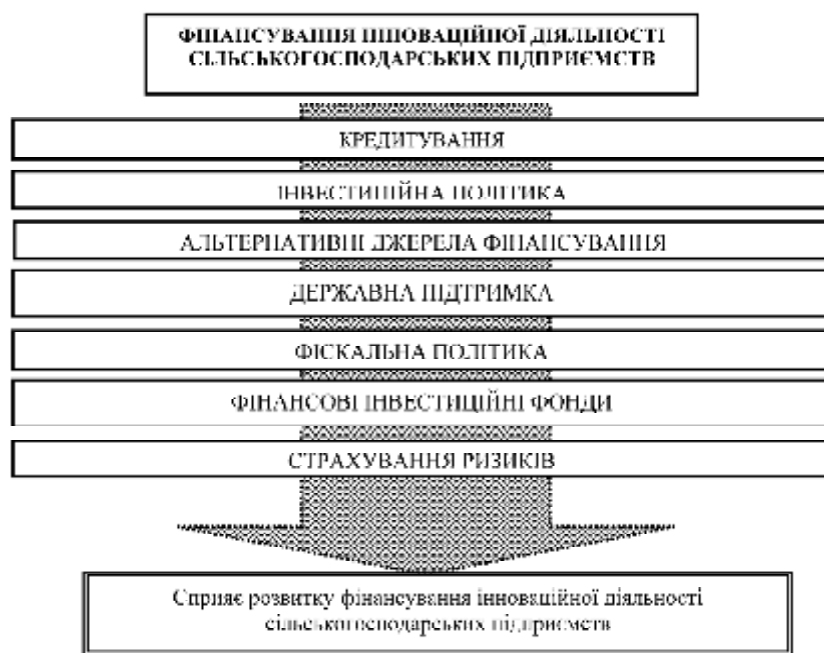 ФІНАНСУВАННЯ ІННОВАЦІЙНОЇ ДІЯЛЬНОСТІ
СІЛЬСЬКОГОСПОДАРСЬКИХ ПІДПРИЄМСТВ
КРЕДИТУВАННЯ
ІНВЕСТИЦІЙНА ПОЛІТИКА
АЛЬТЕРНАТИВНІ ДЖЕРЕЛА ФІНАНСУВАННЯ
ДЕРЖАВНА ПІДТРИМКА
ФІСКАЛЬНА ПОЛІТИКА
ФІНАНСОВІ ІНВЕСТИЦІЙНІ ФОНДИ
СТРАХУВАННЯ РИЗИКІВ
Сприяє розвитку фінансування інноваційної діяльності
сільськогосподарських підприємств